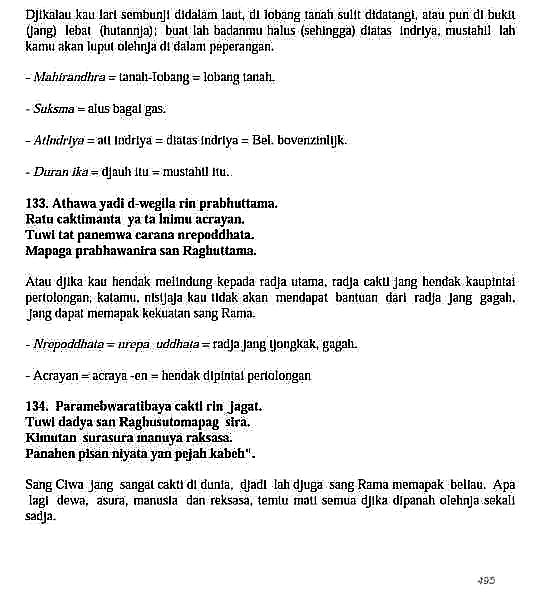 Djikalau kau lari sembunji didalam laut, di lobang tanah sulit didatangi, atau pun di bukit
(jang) lebat (hutannja); buat lah badanmu halus (sehingga) diatas indriya, mustahil lah
kamu akan luput olehnja di dalam peperangan.
- Mahirandhra = tanah-lobang = lobang tanah.
- Suksma = alus bagai gas.
- Atindriya = ati indriya = diatas indriya = Bel. bovenzinlijk.
- Duran ika = djauh itu = mustahil itu.
133. Athawa yadi d-wegila rin prabhuttama.
Ratu caktimanta ya ta inimu acrayan.
Tuwi tat panemwa carana nrepoddhata.
Mapaga prabhawanira san Raghuttama.
Atau djika kau hendak melindung kepada radja utama, radja cakti jang hendak kaupintai
pertolongan, katamu, nistjaja kau tidak akan mendapat bantuan dari radja jang gagah,
jang dapat memapak kekuatan sang Rama.
- Nrepoddhata = nrepa uddhata = radja jang tjongkak, gagah.
- Acrayan = acraya -en = hendak dipintai pertolongan
134. Paramebwaratibaya cakti rin jagat.
Tuwi dadya san Raghusutomapag sira.
Kimutan surasura manuya raksasa.
Panahen pisan niyata yan pejah kabeh".
Sang Ciwa jang sangat cakti di dunia, djadi lah djuga sang Rama memapak beliau. Apa
lagi dewa, asura, manusia dan reksasa, temtu mati semua djika dipanah olehnja sekali
sadja.
495